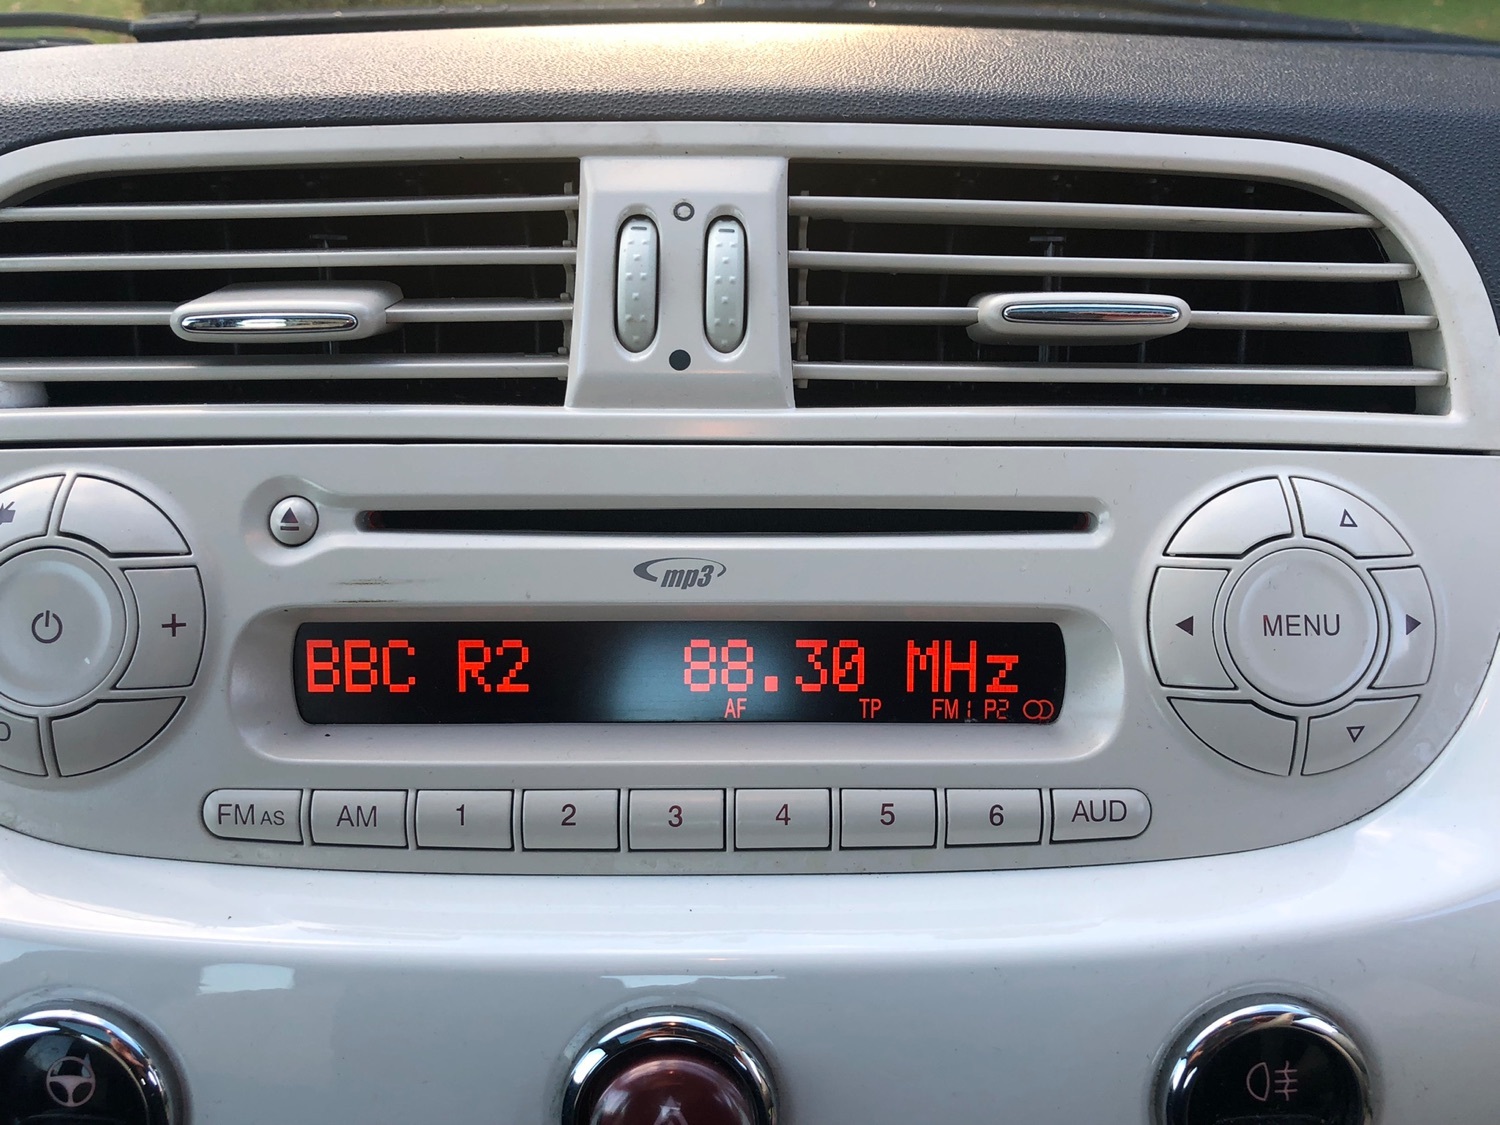 mp3
BBC R2 88.30 MHz
AF TP FM1 P2
MENU
FM AS AM 1 2 3 4 5 6 AUD